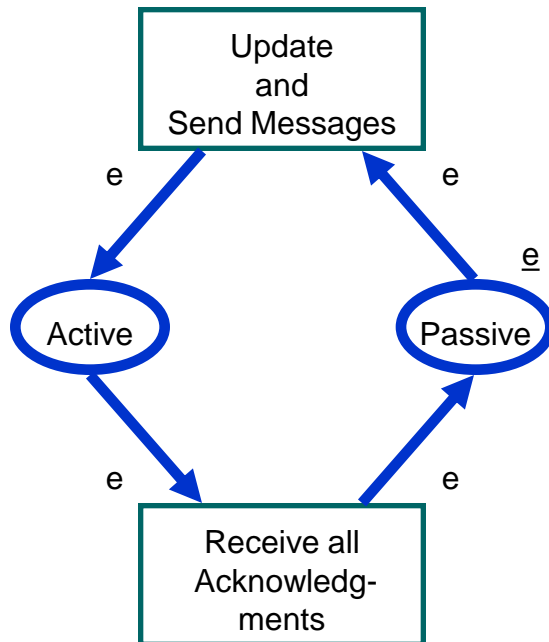 Update
and
Send Messages
e
e
e
Active
Passive
e
e
Receive all
Acknowledg-
ments